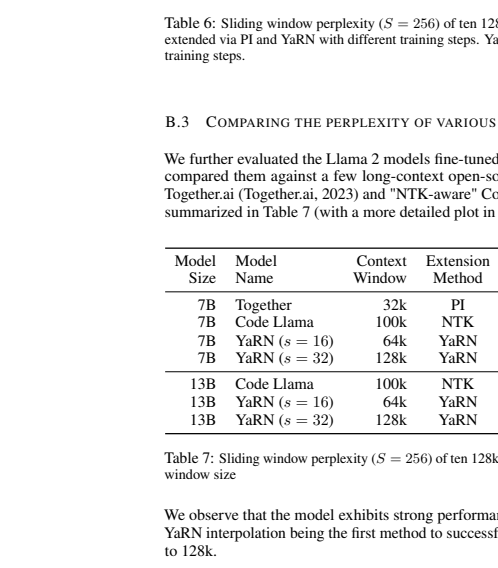 Table 6: Sliding window perplexity (S = 256) of ten 128
extended via PI and YaRN with different training steps. Ya
training steps.
B.3 COMPARING THE PERPLEXITY OF VARIOUS
We further evaluated the Llama 2 models fine-tuned
compared them against a few long-context open-so
Together.ai (Together.ai, 2023) and "NTK-aware" Co
summarized in Table 7 (with a more detailed plot in
Model Model Context Extension
Size Name Window Method
7B Together 32k PI
7B Code Llama 100k NTK
7B YaRN (s = 16) 64k YaRN
7B YaRN (s = 32) 128k YaRN
13B Code Llama 100k NTK
13B YaRN (s = 16) 64k YaRN
13B YaRN (s = 32) 128k YaRN
Table 7: Sliding window perplexity (S = 256) of ten 128k
window size
We observe that the model exhibits strong performa
YaRN interpolation being the first method to successf
to 128k.